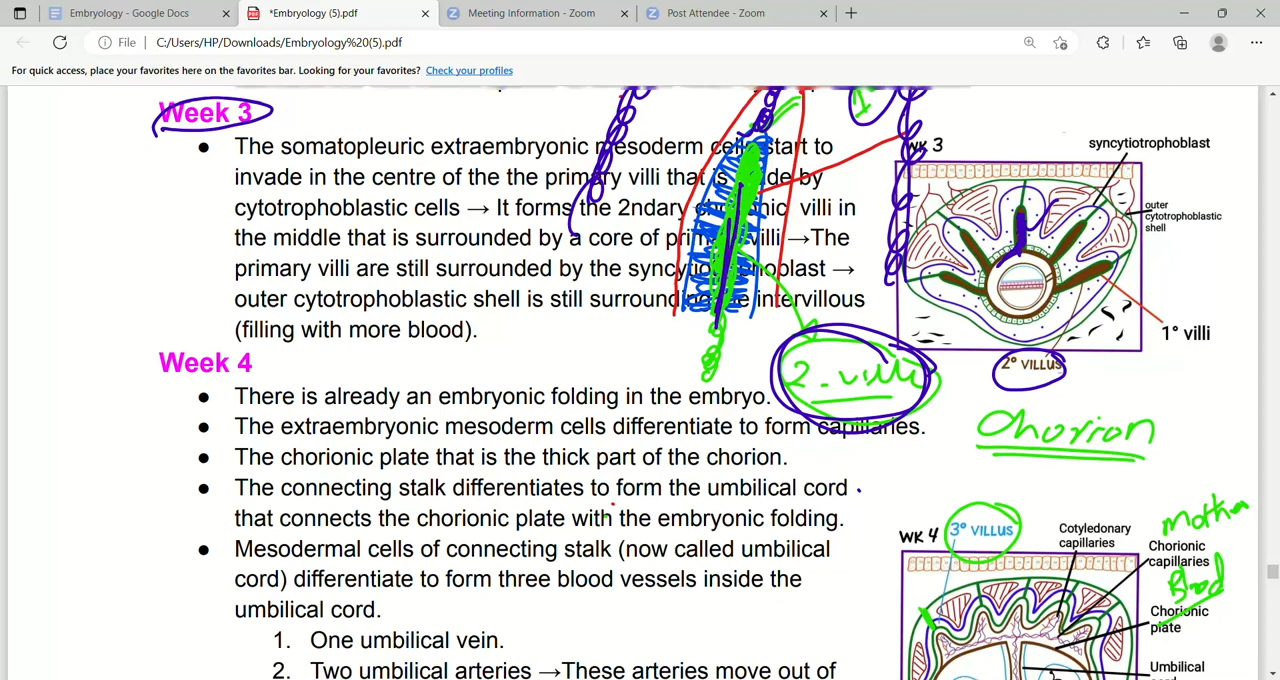 Embryology - Google Docs
*Embryology (5).pdf
Meeting Information - Zoom
Post Attendee - Zoom
File
C:/Users/HP/Downloads/Embryology%20(5).pdf
For quick access, place your favorites here on the favorites bar. Looking for your favorites? Check your profiles
Week 3
● The somatopleuric extraembryonic mesoderm cells start to
invade in the centre of the the primary villi that is made by
cytotrophoblastic cells → It forms the 2ndary chorionic villi in
the middle that is surrounded by a core of primary villi →The
primary villi are still surrounded by the syncytiotrophoblast →
outer cytotrophoblastic shell is still surrounding the intervillous
(filling with more blood).
WK 3
syncytiotrophoblast
outer
cytotrophoblastic
shell
1° villi
2° VILLUS
2-villi
Chorion
Week 4
● There is already an embryonic folding in the embryo.
● The extraembryonic mesoderm cells differentiate to form capillaries.
● The chorionic plate that is the thick part of the chorion.
● The connecting stalk differentiates to form the umbilical cord
that connects the chorionic plate with the embryonic folding.
● Mesodermal cells of connecting stalk (now called umbilical
cord) differentiate to form three blood vessels inside the
umbilical cord.
1. One umbilical vein.
2. Two umbilical arteries →These arteries move out of
WK 4
3° VILLUS
Cotyledonary
capillaries
Mother
Chorionic
capillaries
Blood
Chorionic
plate
Umbilical